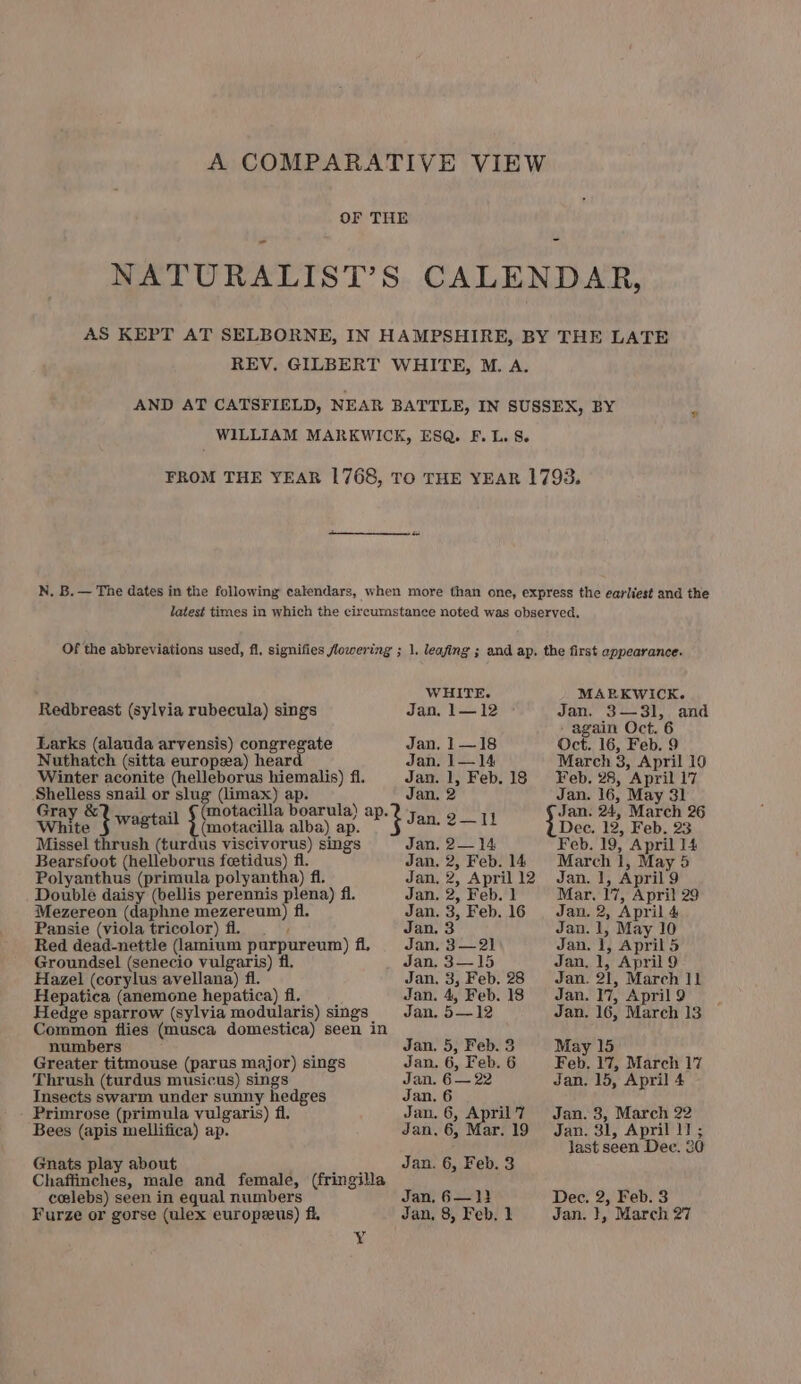 A COMPARATIVE VIEW
OF THE
NATURALIST'S CALENDAR,
AS KEPT AT SELBORNE, IN HAMPSHIRE, BY THE LATE
REV. GILBERT WHITE, M. A.
AND AT CATSFIELD, NEAR BATTLE, IN SUSSEX, BY
WILLIAM MARKWICK, ESQ. F. L. S.
FROM THE YEAR 1768, TO THE YEAR 1793.
N. B. — The dates in the following calendars, when more than one, express the earliest and the
latest times in which the circumstance noted was observed.
Of the abbreviations used, fl. signifies flowering ; l. leafing ; and ap. the first appearance.
WHITE. MARKWICK.
Redbreast (sylvia rubecula) sings Jan. 1—12 Jan. 3—31, and
again Oct. 6
Larks (alauda arvensis) congregate Jan. 1—18 Oct. 16, Feb. 9
Nuthatch (sitta europæa) heard Jan. 1—14 March 3, April 10
Winter aconite (helleborus hiemalis) fl. Jan. 1, Feb. 18 Feb. 28, April 17
Shelless snail or slug (limax) ap. Jan. 2 Jan. 16, May 31
Gray & } wagtail { (motacilla boarula) ap. } Jan. 2—11 { Jan. 24, March 26
White } { (motacilla alba) ap. } { Dec. 12, Feb. 23
Missel thrush (turdus viscivorus) sings Jan. 2—14 Feb. 19, April 14
Bearsfoot (helleborus fœtidus) fl. Jan. 2, Feb. 14 March 1, May 5
Polyanthus (primula polyantha) fl. Jan. 2, April 12 Jan. 1, April 9
Double daisy (bellis perennis plena) fl. Jan. 2, Feb. 1 Mar. 17, April 29
Mezereon (daphne mezereum) fl. Jan. 3, Feb. 16 Jan. 2, April 4
Pansie (viola tricolor) fl. Jan. 3 Jan. 1, May 10
Red dead-nettle (lamium purpureum) fl. Jan. 3—21 Jan. 1, April 5
Groundsel (senecio vulgaris) fl. Jan. 3—15 Jan. 1, April 9
Hazel (corylus avellana) fl. Jan. 3, Feb. 28 Jan. 21, March 11
Hepatica (anemone hepatica) fl. Jan. 4, Feb. 18 Jan. 17, April 9
Hedge sparrow (sylvia modularis) sings Jan. 5—12 Jan. 16, March 13
Common flies (musca domestica) seen in
numbers Jan. 5, Feb. 3 May 15
Greater titmouse (parus major) sings Jan. 6, Feb. 6 Feb. 17, March 17
Thrush (turdus musicus) sings Jan. 6—22 Jan. 15, April 4
Insects swarm under sunny hedges Jan. 6
Primrose (primula vulgaris) fl. Jan. 6, April 7 Jan. 3, March 22
Bees (apis mellifica) ap. Jan. 6, Mar. 19 Jan. 31, April 11;
last seen Dec. 30
Gnats play about Jan. 6, Feb. 3
Chaffinches, male and female, (fringilla
cœlebs) seen in equal numbers Jan. 6—11 Dec. 2, Feb. 3
Furze or gorse (ulex europæus) fl. Jan. 8, Feb. 1 Jan. 1, March 27
Y